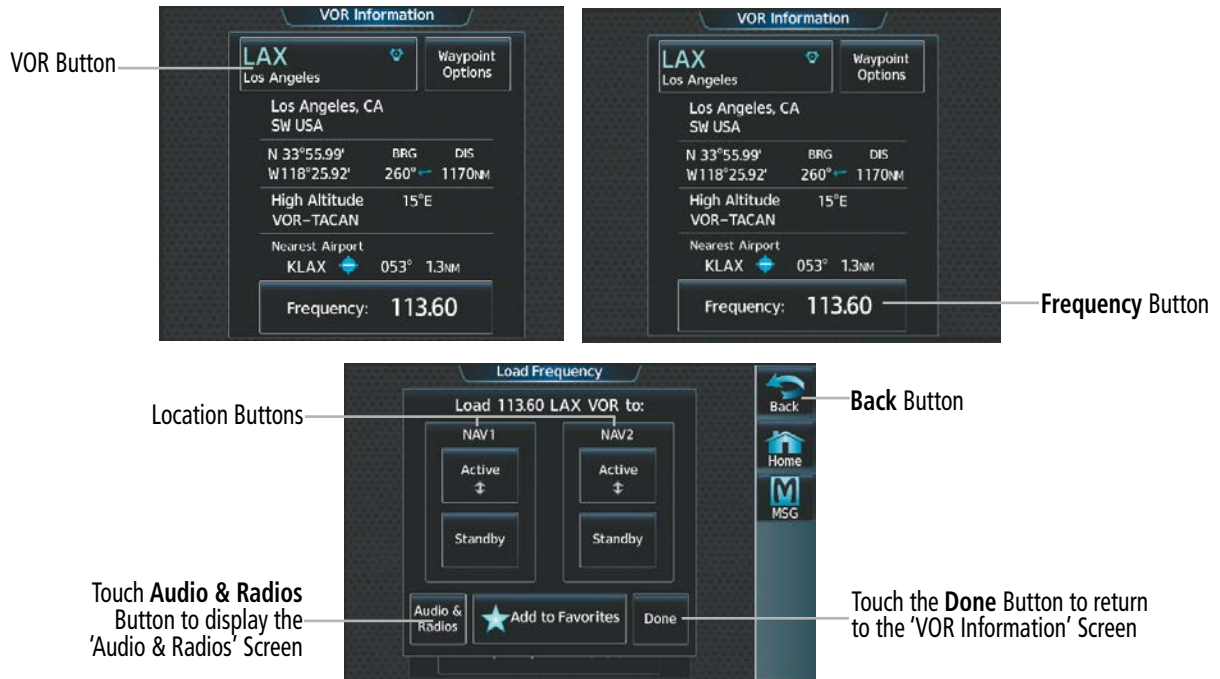 VOR Information
VOR Button
LAX
Los Angeles
Waypoint
Options
Los Angeles, CA
SW USA
N 33°55.99' BRG DIS
W118°25.92' 260° 1170NM
High Altitude 15°E
VOR-TACAN
Nearest Airport
KLAX 053° 1.3NM
Frequency: 113.60
VOR Information
LAX
Los Angeles
Waypoint
Options
Los Angeles, CA
SW USA
N 33°55.99' BRG DIS
W118°25.92' 260° 1170NM
High Altitude 15°E
VOR-TACAN
Nearest Airport
KLAX 053° 1.3NM
Frequency: 113.60
Frequency Button
Load Frequency
Load 113.60 LAX VOR to:
Location Buttons
NAV1 NAV2
Active Active
Standby Standby
Back
Back Button
Home
MSG
Touch Audio & Radios
Button to display the
'Audio & Radios' Screen
Audio &
Radios
Add to Favorites
Done
Touch the Done Button to return
to the 'VOR Information' Screen